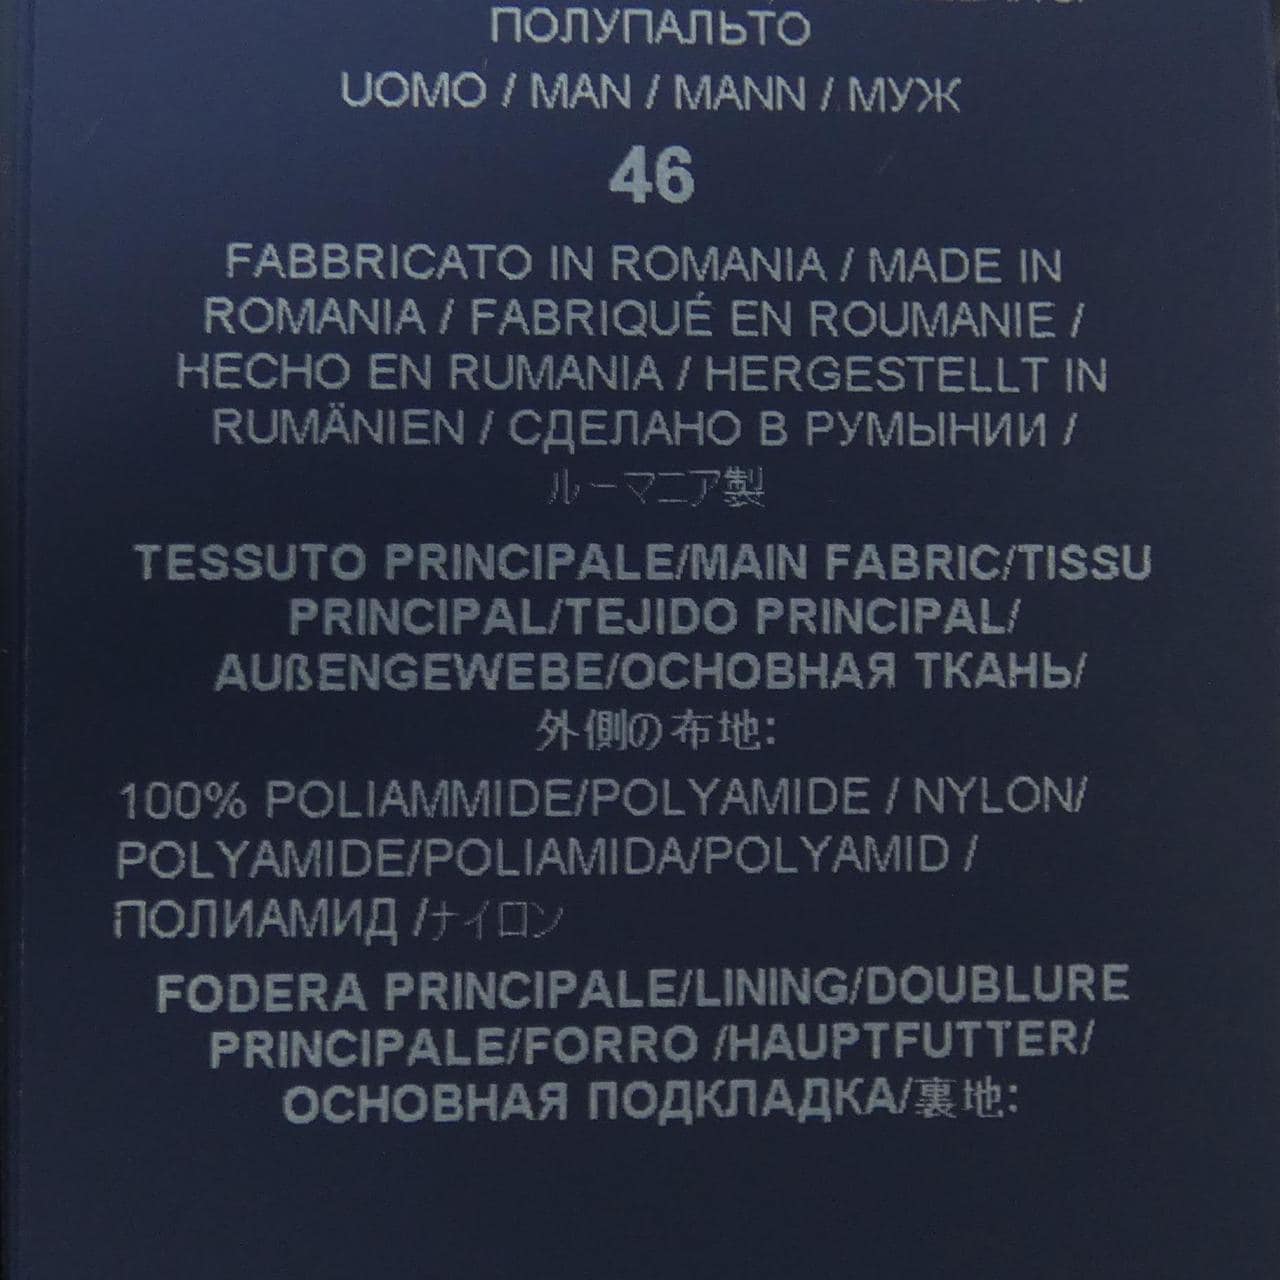 ПОЛУПАЛЬТО
UOMO / MAN / MANN / МУЖ
46
FABBRICATO IN ROMANIA / MADE IN
ROMANIA / FABRIQUÉ EN ROUMANIE /
HECHO EN RUMANIA / HERGESTELLT IN
RUMÄNIEN / СДЕЛАНО В РУМЫНИИ /
ルーマニア製
TESSUTO PRINCIPALE/MAIN FABRIC/TISSU
PRINCIPAL/TEJIDO PRINCIPAL/
AUßENGEWEBE/ОСНОВНАЯ ТКАНЬ/
外側の布地:
100% POLIAMMIDE/POLYAMIDE / NYLON/
POLYAMIDE/POLIAMIDA/POLYAMID /
ПОЛИАМИД /ナイロン
FODERA PRINCIPALE/LINING/DOUBLURE
PRINCIPALE/FORRO /HAUPTFUTTER/
ОСНОВНАЯ ПОДКЛАДКА/裏地: